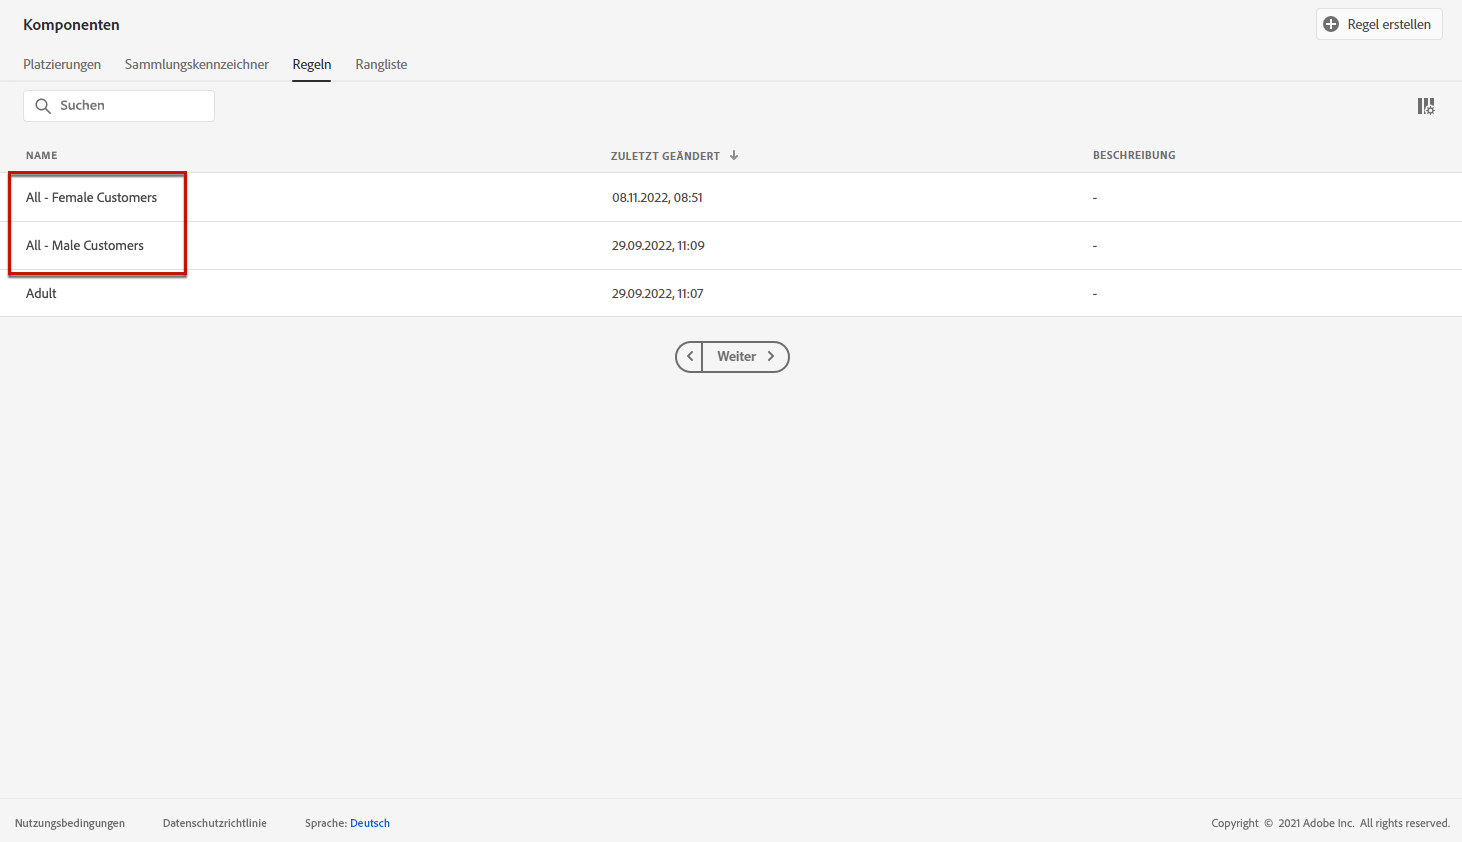 Komponenten
Regel erstellen
Platzierungen Sammlungskennzeichner Regeln Rangliste
Suchen
NAME ZULETZT GEÄNDERT BESCHREIBUNG
All - Female Customers 08.11.2022, 08:51 -
All - Male Customers 29.09.2022, 11:09 -
Adult 29.09.2022, 11:07 -
Weiter
Nutzungsbedingungen Datenschutzrichtlinie Sprache: Deutsch Copyright © 2021 Adobe Inc. All rights reserved.